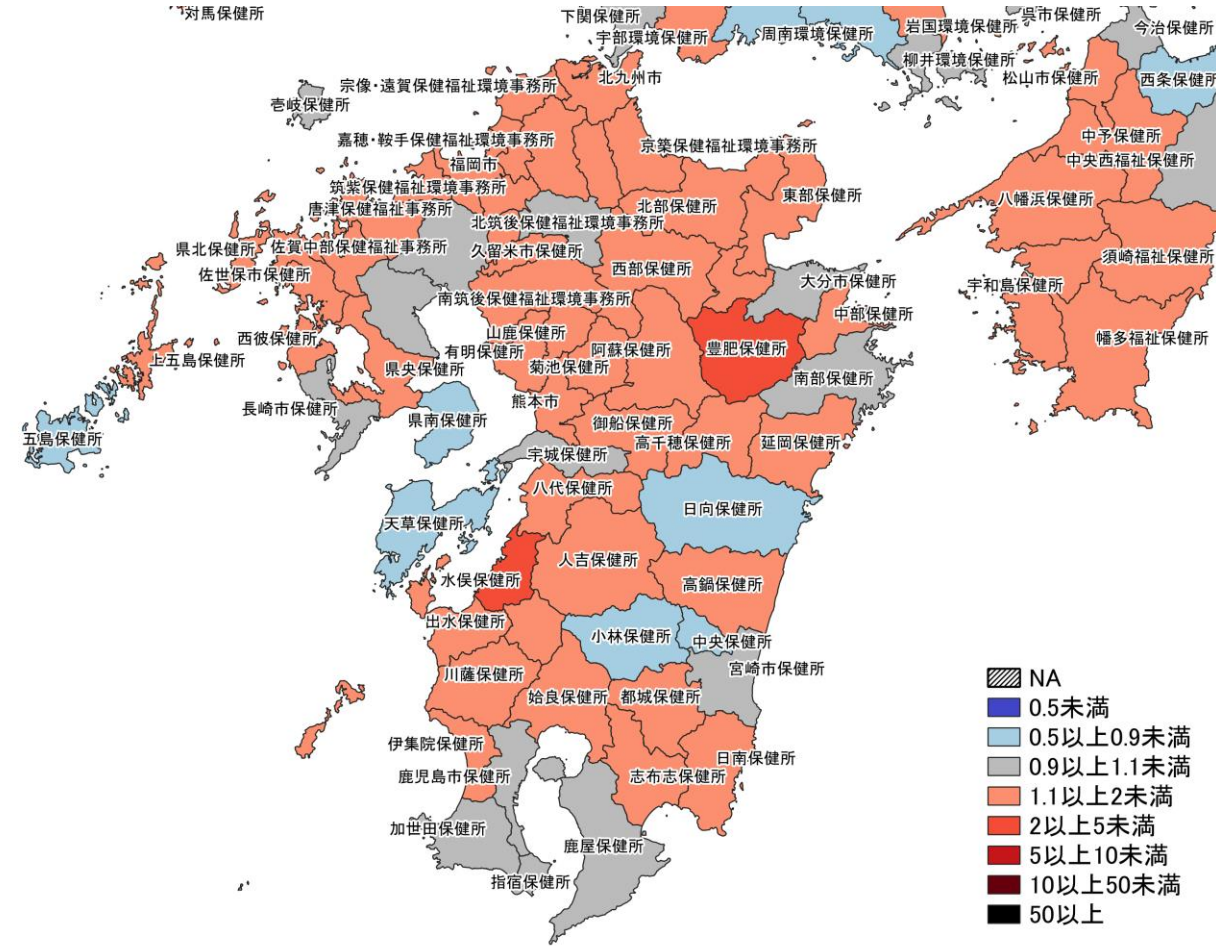 対馬保健所
下関保健所
呉市保健所
宇部環境保健所
周南環境保健所
岩国環境保健所
今治保健所
柳井環境保健所
北九州市
松山市保健所
西条保健所
宗像・遠賀保健福祉環境事務所
壱岐保健所
嘉穂・鞍手保健福祉環境事務所
京築保健福祉環境事務所
中予保健所
福岡市
中央西福祉保健所
筑紫保健福祉環境事務所
東部保健所
八幡浜保健所
唐津保健福祉事務所
北部保健所
北筑後保健福祉環境事務所
県北保健所
佐賀中部保健福祉事務所
久留米市保健所
須崎福祉保健所
佐世保市保健所
西部保健所
大分市保健所
宇和島保健所
南筑後保健福祉環境事務所
中部保健所
山鹿保健所
西彼保健所
幡多福祉保健所
有明保健所
阿蘇保健所
豊肥保健所
上五島保健所
県央保健所
菊池保健所
南部保健所
熊本市
長崎市保健所
県南保健所
御船保健所
五島保健所
高千穂保健所
延岡保健所
宇城保健所
八代保健所
日向保健所
天草保健所
人吉保健所
水俣保健所
高鍋保健所
出水保健所
小林保健所
中央保健所
宮崎市保健所
川薩保健所
姶良保健所
都城保健所
伊集院保健所
日南保健所
鹿児島市保健所
志布志保健所
加世田保健所
鹿屋保健所
指宿保健所
NA
0.5未満
0.5以上0.9未満
0.9以上1.1未満
1.1以上2未満
2以上5未満
5以上10未満
10以上50未満
50以上